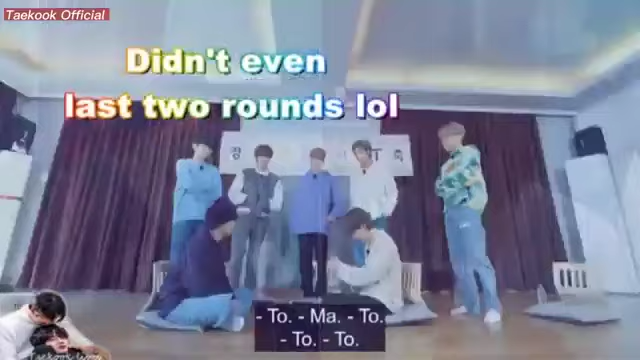 Taekook Official
Didn't even
last two rounds lol
- To. - Ma. - To.
- To. - To.